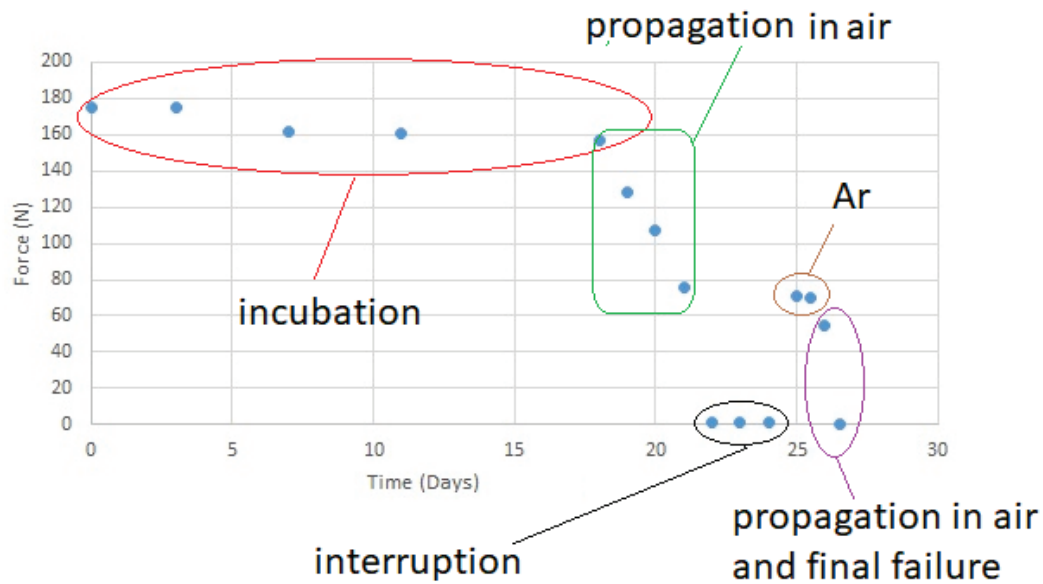 propagation in air
200
180
160
140
120
100
80
60
40
20
0
Force (N)
Ar
incubation
0 5 10 15 20 25 30
Time (Days)
interruption
propagation in air
and final failure